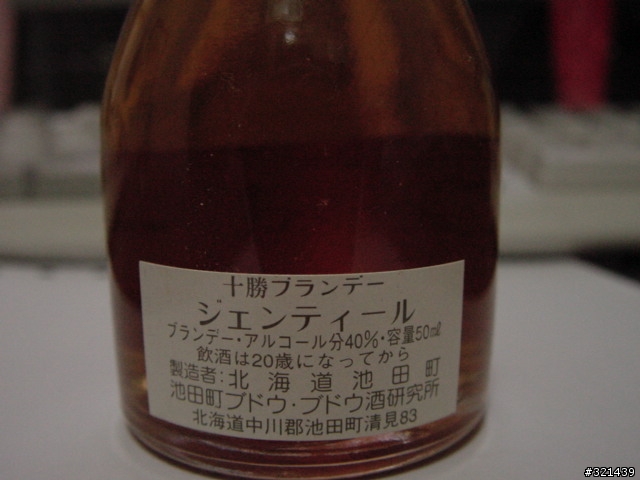 十勝ブランデー
ジェンティール
ブランデー・アルコール分40%・容量50㎖
飲酒は20歳になってから
製造者:北海道池田町
池田町ブドウ・ブドウ酒研究所
北海道中川郡池田町清見83
#321439